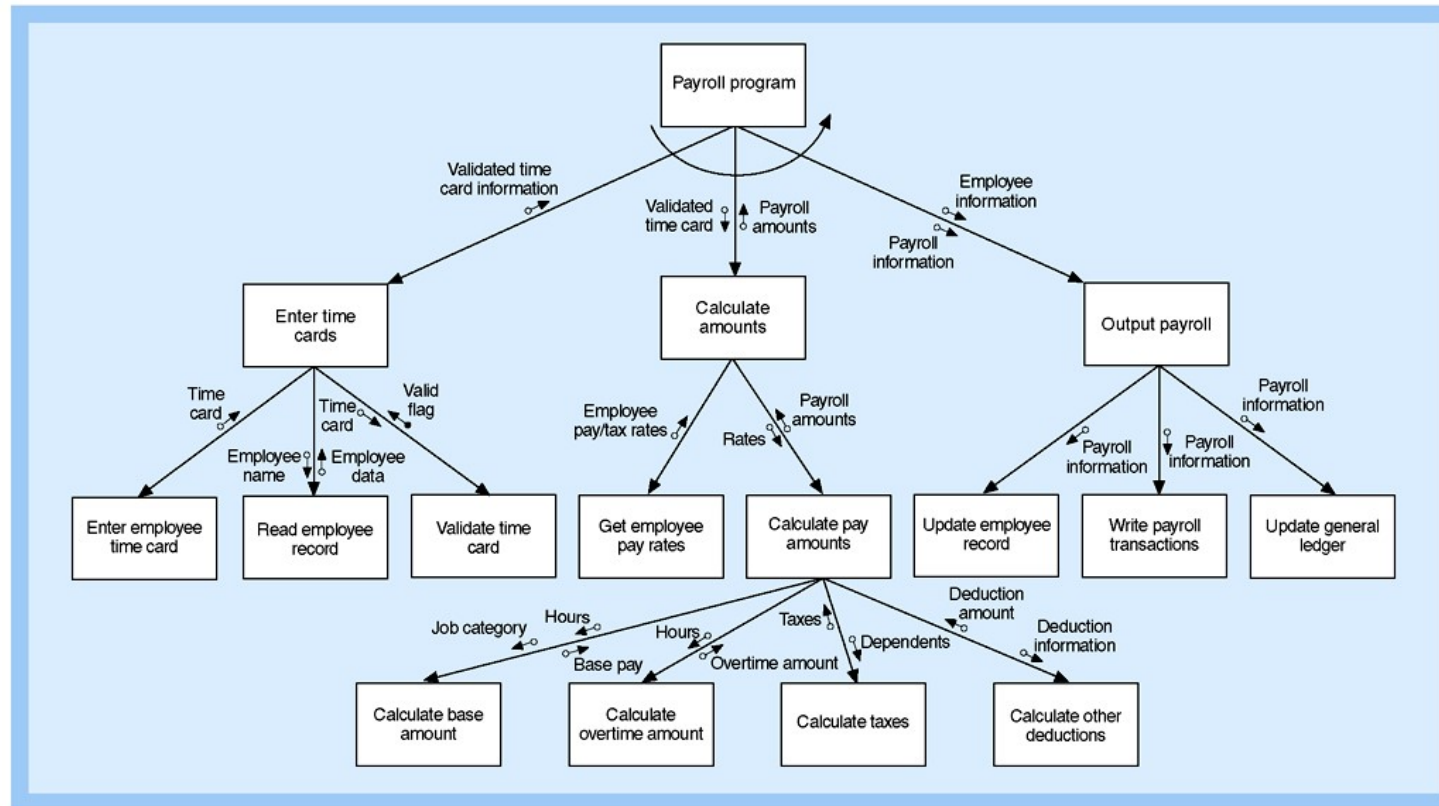 Payroll program
Validated time
card information
Validated
time card
Payroll
amounts
Employee
information
Payroll
information
Enter time
cards
Calculate
amounts
Output payroll
Time
card
Employee
name
Employee
data
Time
card
Valid
flag
Employee
pay/tax rates
Rates
Payroll
amounts
Payroll
information
Payroll
information
Payroll
information
Enter employee
time card
Read employee
record
Validate time
card
Get employee
pay rates
Calculate pay
amounts
Update employee
record
Write payroll
transactions
Update general
ledger
Job category
Hours
Base pay
Hours
Overtime amount
Taxes
Dependents
Deduction
amount
Deduction
information
Calculate base
amount
Calculate
overtime amount
Calculate taxes
Calculate other
deductions